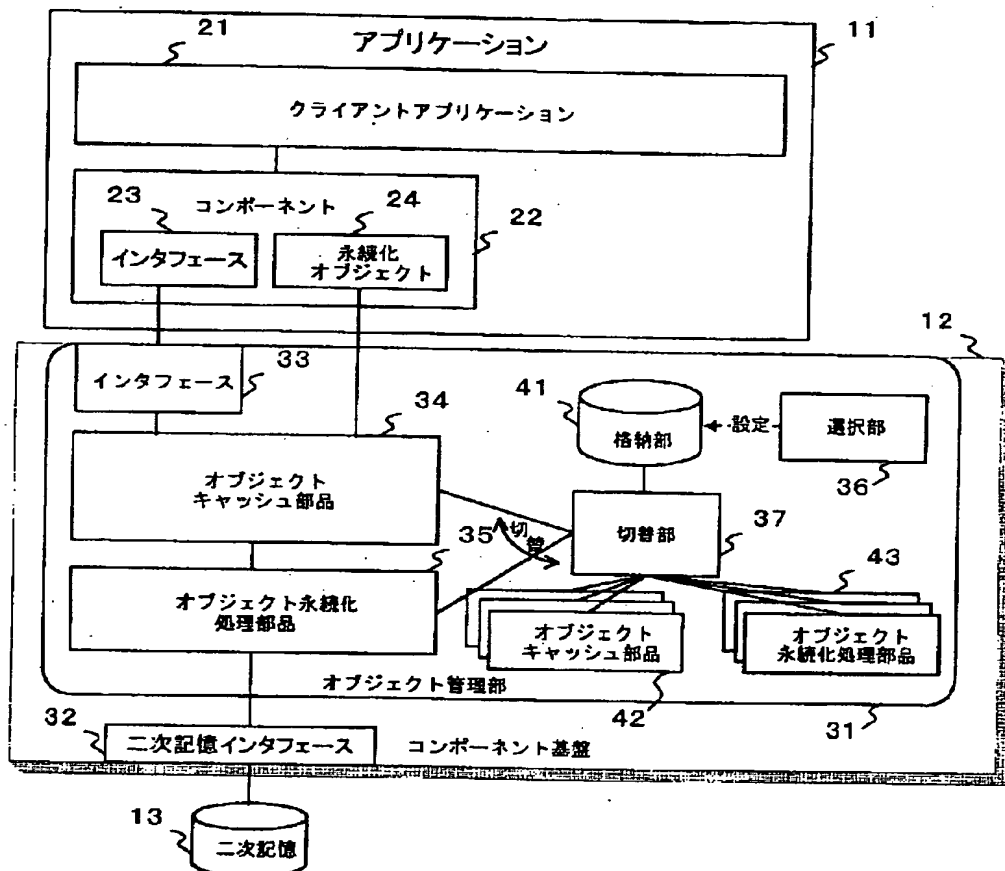 21
アプリケーション
11
クライアントアプリケーション
23
コンポーネント
24
22
インタフェース
永続化
オブジェクト
12
インタフェース
33
34
41
格納部
設定
選択部
36
オブジェクト
キャッシュ部品
35
切替
切替部
37
43
オブジェクト永続化
処理部品
オブジェクト
キャッシュ部品
オブジェクト
永続化処理部品
オブジェクト管理部
42
31
32
二次記憶インタフェース
コンポーネント基盤
13
二次記憶